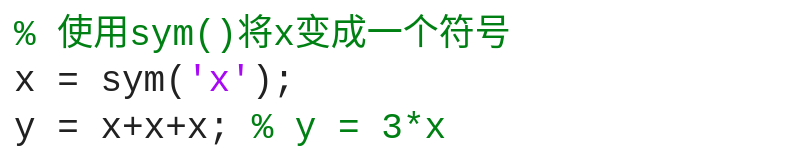 % 使用sym()将x变成一个符号
x = sym('x');
y = x+x+x; % y = 3*x